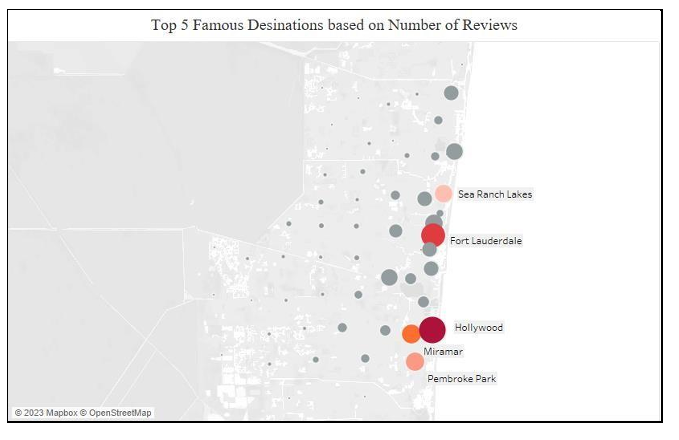 Top 5 Famous Desinations based on Number of Reviews
Sea Ranch Lakes
Fort Lauderdale
Hollywood
Miramar
Pembroke Park
© 2023 Mapbox © OpenStreetMap